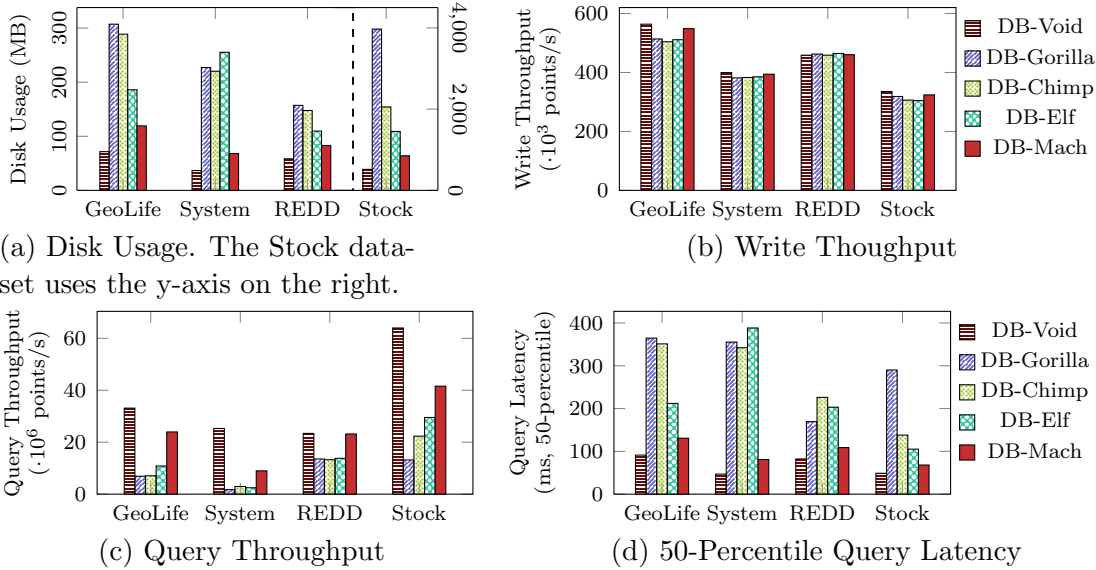 Disk Usage (MB)
300
200
100
0
4,000
2,000
0
GeoLife System REDD Stock
(a) Disk Usage. The Stock data-
set uses the y-axis on the right.
Write Throughput
(·10³ points/s)
600
400
200
0
GeoLife System REDD Stock
DB-Void
DB-Gorilla
DB-Chimp
DB-Elf
DB-Mach
(b) Write Thoughput
Query Throughput
(·10⁶ points/s)
60
40
20
0
GeoLife System REDD Stock
(c) Query Throughput
Query Latency
(ms, 50-percentile)
400
300
200
100
0
GeoLife System REDD Stock
DB-Void
DB-Gorilla
DB-Chimp
DB-Elf
DB-Mach
(d) 50-Percentile Query Latency